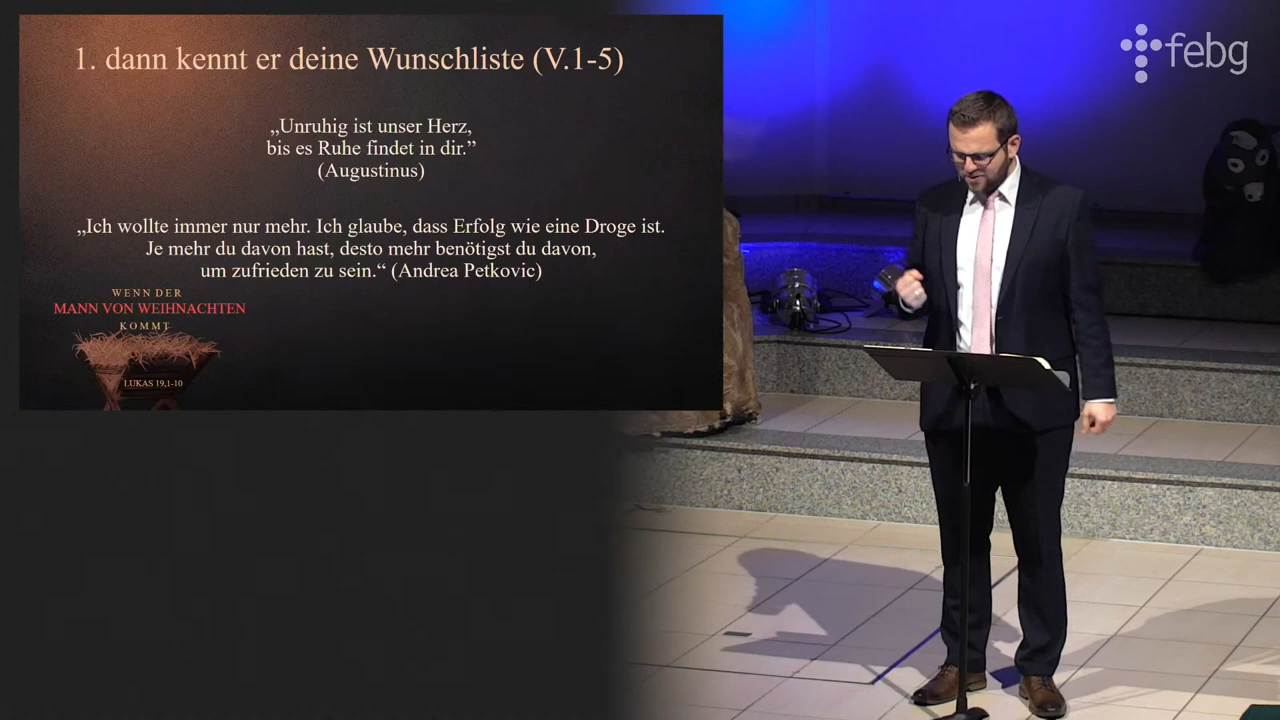 1. dann kennt er deine Wunschliste (V.1-5)
„Unruhig ist unser Herz,
bis es Ruhe findet in dir.”
(Augustinus)
„Ich wollte immer nur mehr. Ich glaube, dass Erfolg wie eine Droge ist.
Je mehr du davon hast, desto mehr benötigst du davon,
um zufrieden zu sein.“ (Andrea Petkovic)
WENN DER
MANN VON WEIHNACHTEN
KOMMT
LUKAS 19,1-10
febg